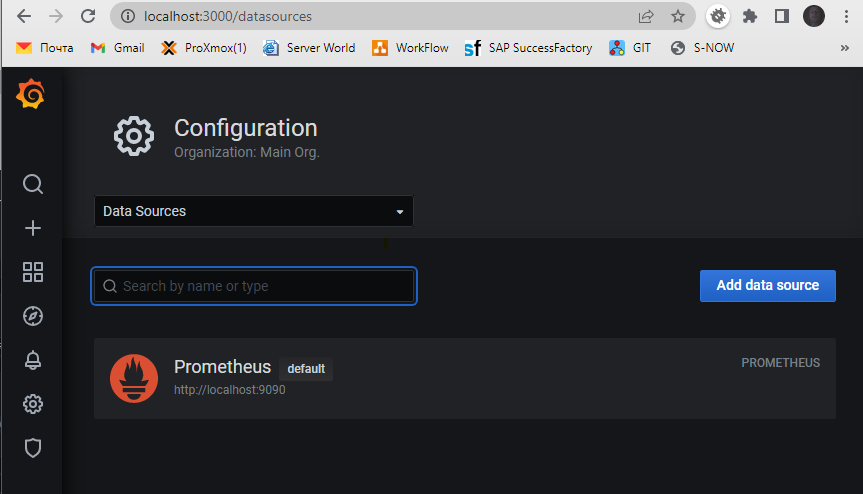 localhost:3000/datasources
Почта Gmail ProXmox(1) Server World WorkFlow SAP SuccessFactory GIT S-NOW »
Configuration
Organization: Main Org.
Data Sources
Search by name or type
Add data source
Prometheus default PROMETHEUS
http://localhost:9090